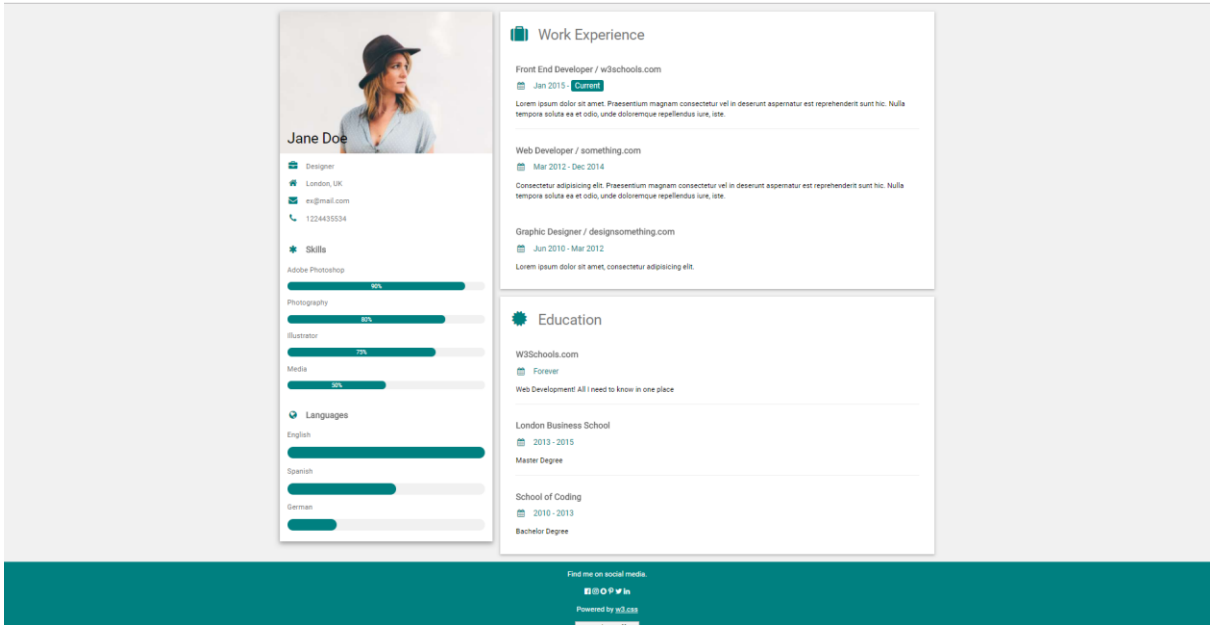 Jane Doe
Designer
London, UK
ex@mail.com
1224435534
Skills
Adobe Photoshop
90%
Photography
80%
Illustrator
75%
Media
50%
Languages
English
Spanish
German
Work Experience
Front End Developer / w3schools.com
Jan 2015 - Current
Lorem ipsum dolor sit amet. Praesentium magnam consectetur vel in deserunt aspernatur est reprehenderit sunt hic. Nulla
tempora soluta ea et odio, unde doloremque repellendus iure, iste.
Web Developer / something.com
Mar 2012 - Dec 2014
Consectetur adipisicing elit. Praesentium magnam consectetur vel in deserunt aspernatur est reprehenderit sunt hic. Nulla
tempora soluta ea et odio, unde doloremque repellendus iure, iste.
Graphic Designer / designsomething.com
Jun 2010 - Mar 2012
Lorem ipsum dolor sit amet, consectetur adipisicing elit.
Education
W3Schools.com
Forever
Web Development! All I need to know in one place
London Business School
2013 - 2015
Master Degree
School of Coding
2010 - 2013
Bachelor Degree
Find me on social media.
Powered by w3.css